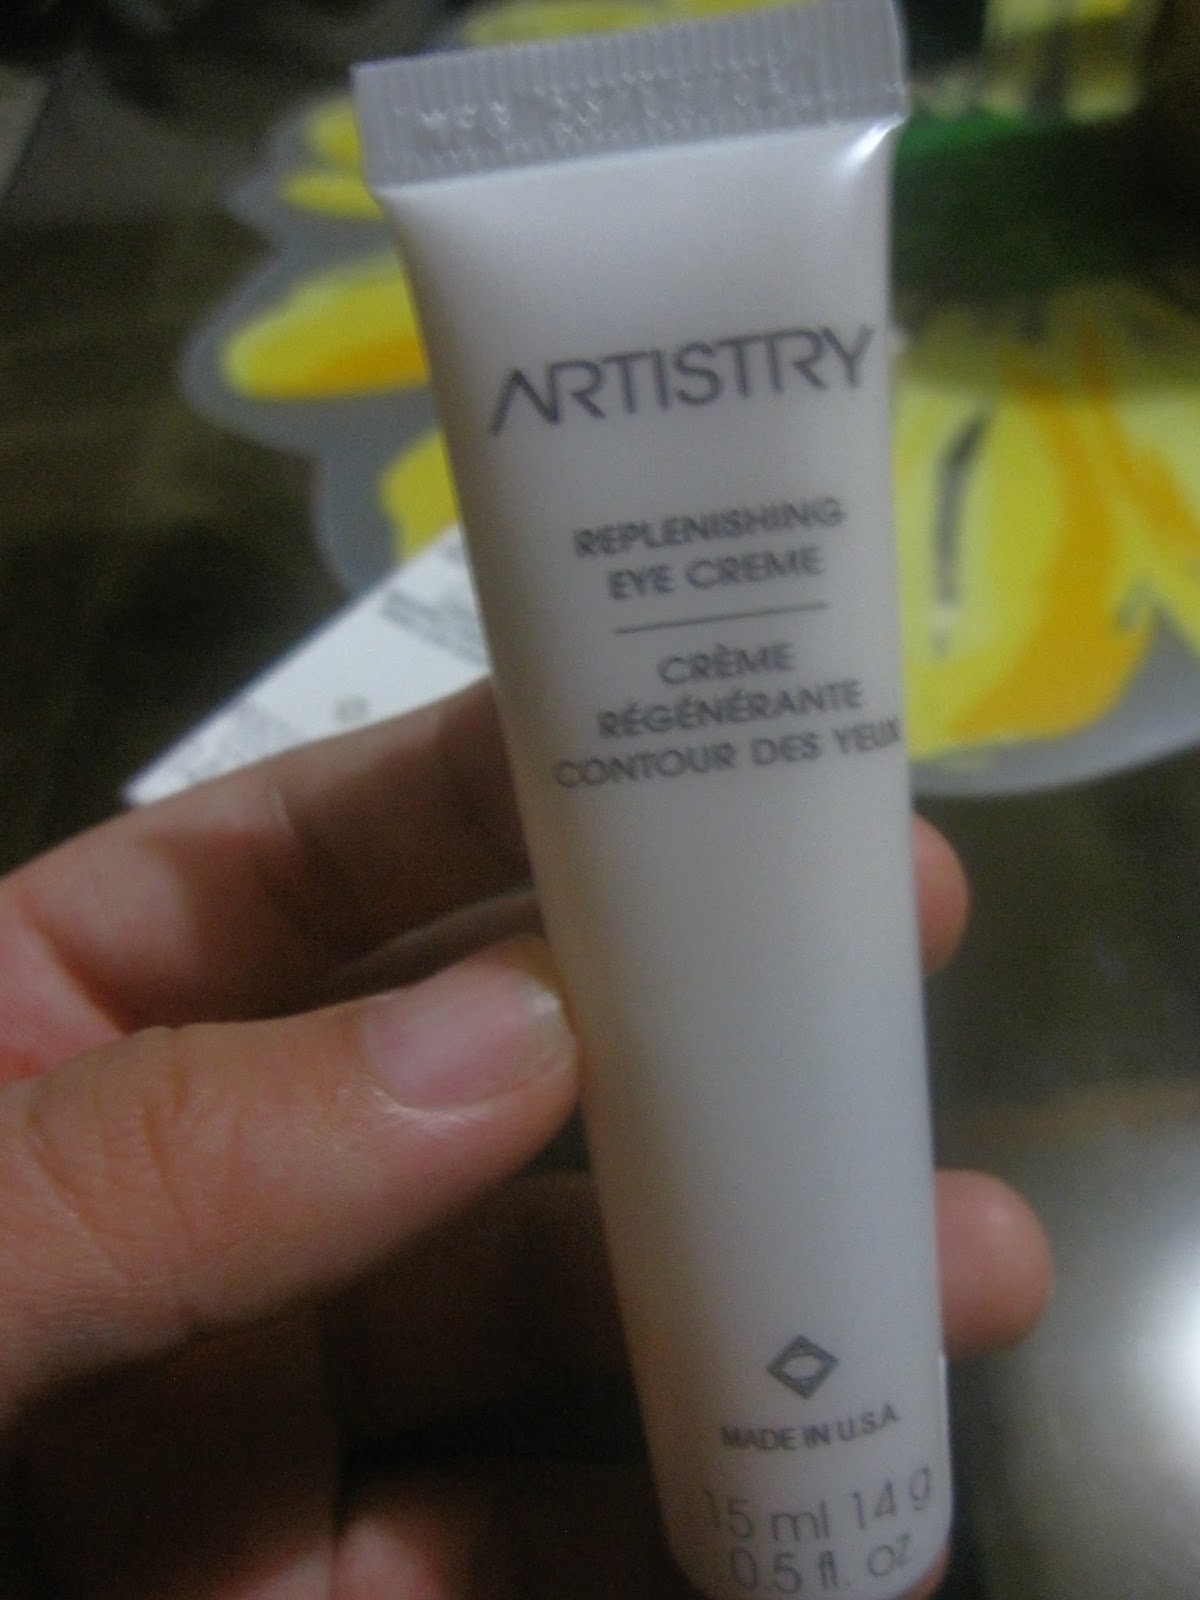 ARTISTRY
REPLENISHING
EYE CREME
CRÈME
RÉGÉNÉRANTE
CONTOUR DES YEUX
MADE IN U.S.A.
15 ml 14 g
0.5 fl. oz